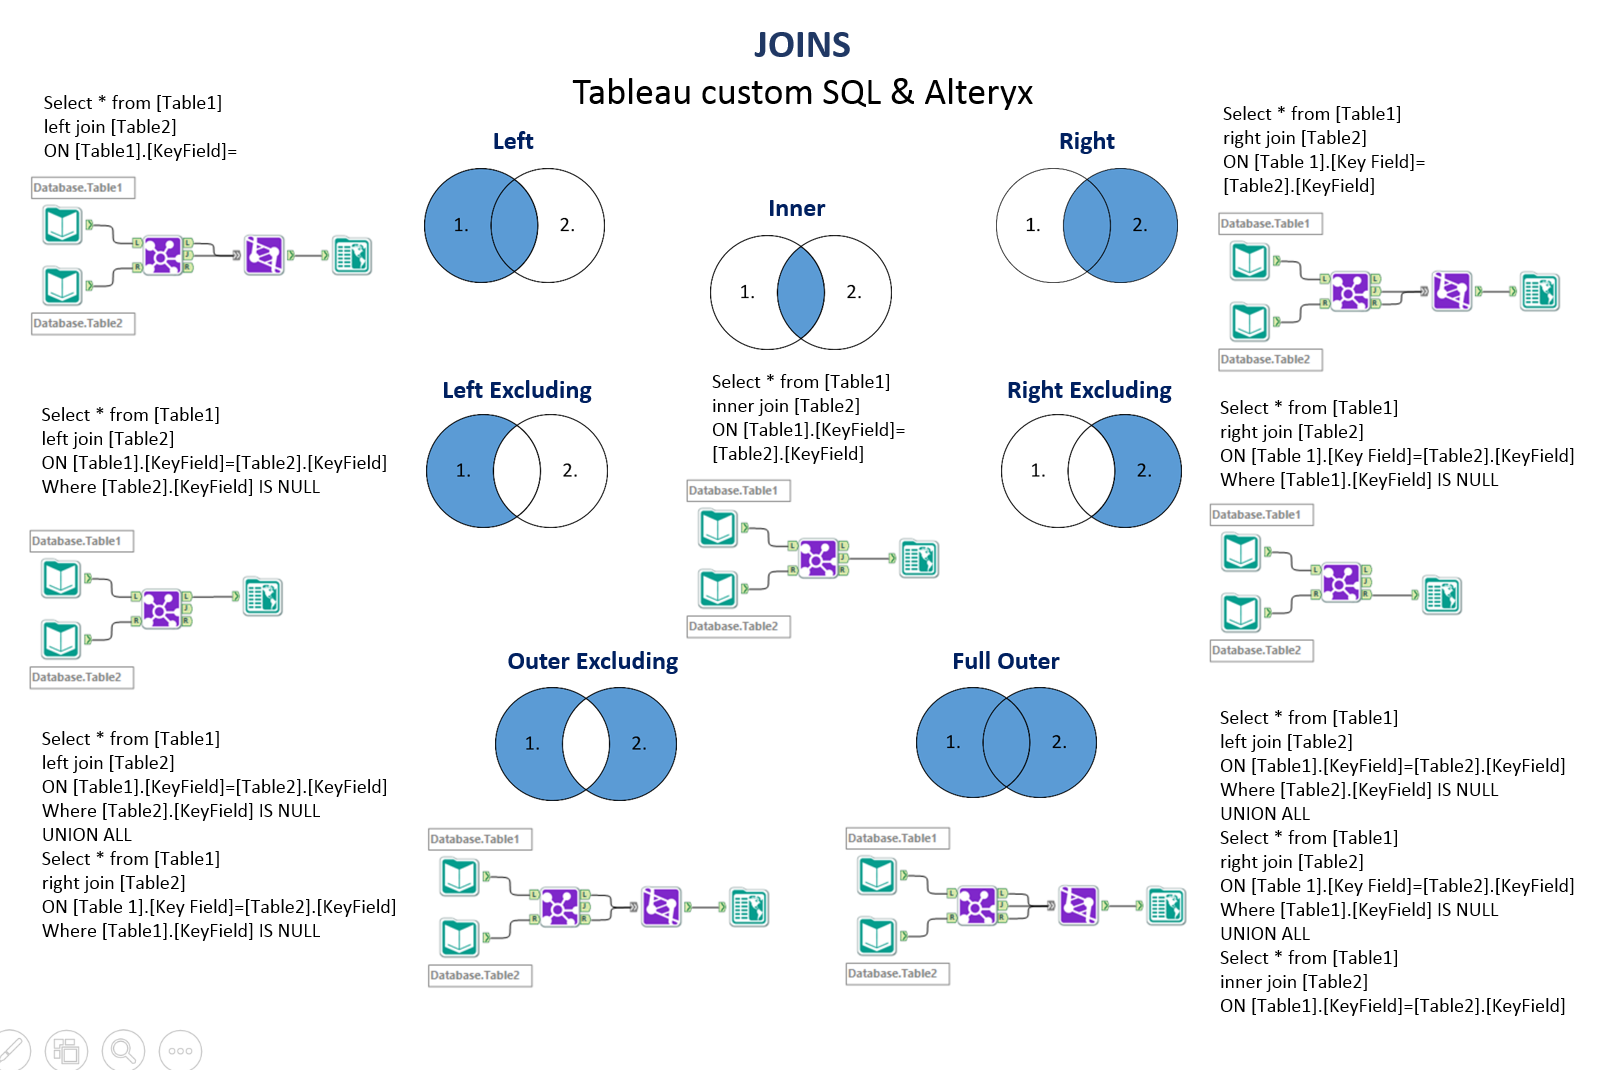 JOINS
Tableau custom SQL & Alteryx
Select * from [Table1]
left join [Table2]
ON [Table1].[KeyField]=
Database.Table1
L
R
L
J
R
Database.Table2
Left
1.
2.
Inner
1.
2.
Right
1.
2.
Select * from [Table1]
right join [Table2]
ON [Table 1].[Key Field]=
[Table2].[KeyField]
Database.Table1
L
R
L
J
R
Database.Table2
Select * from [Table1]
left join [Table2]
ON [Table1].[KeyField]=[Table2].[KeyField]
Where [Table2].[KeyField] IS NULL
Database.Table1
L
R
L
J
R
Database.Table2
Left Excluding
1.
2.
Select * from [Table1]
inner join [Table2]
ON [Table1].[KeyField]=
[Table2].[KeyField]
Database.Table1
L
R
L
J
R
Database.Table2
Right Excluding
1.
2.
Select * from [Table1]
right join [Table2]
ON [Table 1].[Key Field]=[Table2].[KeyField]
Where [Table1].[KeyField] IS NULL
Database.Table1
L
R
L
J
R
Database.Table2
Select * from [Table1]
left join [Table2]
ON [Table1].[KeyField]=[Table2].[KeyField]
Where [Table2].[KeyField] IS NULL
UNION ALL
Select * from [Table1]
right join [Table2]
ON [Table 1].[Key Field]=[Table2].[KeyField]
Where [Table1].[KeyField] IS NULL
Outer Excluding
1.
2.
Database.Table1
L
R
L
J
R
Database.Table2
Full Outer
1.
2.
Database.Table1
L
R
L
J
R
Database.Table2
Select * from [Table1]
left join [Table2]
ON [Table1].[KeyField]=[Table2].[KeyField]
Where [Table2].[KeyField] IS NULL
UNION ALL
Select * from [Table1]
right join [Table2]
ON [Table 1].[Key Field]=[Table2].[KeyField]
Where [Table1].[KeyField] IS NULL
UNION ALL
Select * from [Table1]
inner join [Table2]
ON [Table1].[KeyField]=[Table2].[KeyField]